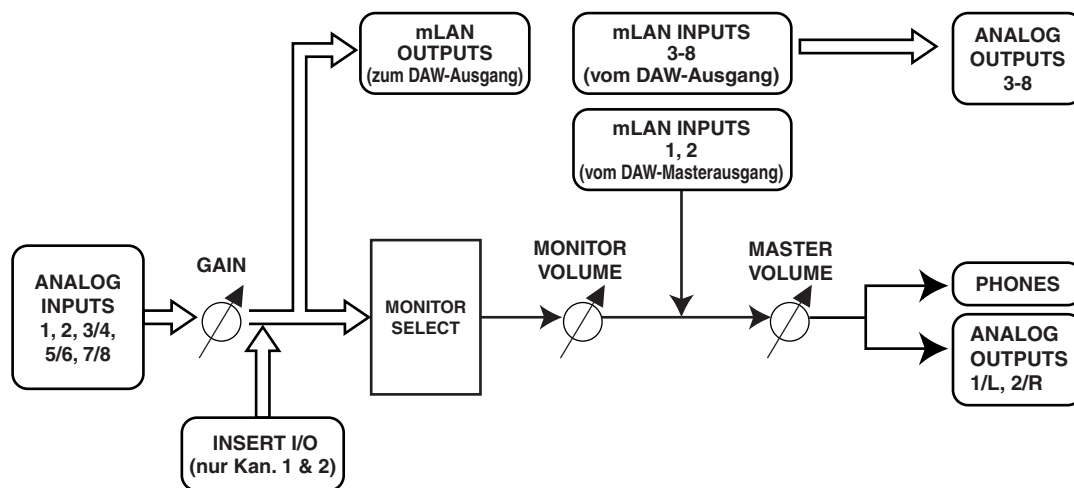 mLAN
OUTPUTS
(zum DAW-Ausgang)
mLAN INPUTS
3-8
(vom DAW-Ausgang)
ANALOG
OUTPUTS
3-8
mLAN INPUTS
1, 2
(vom DAW-Masterausgang)
ANALOG
INPUTS
1, 2, 3/4,
5/6, 7/8
GAIN
MONITOR
SELECT
MONITOR
VOLUME
MASTER
VOLUME
PHONES
ANALOG
OUTPUTS
1/L, 2/R
INSERT I/O
(nur Kan. 1 & 2)